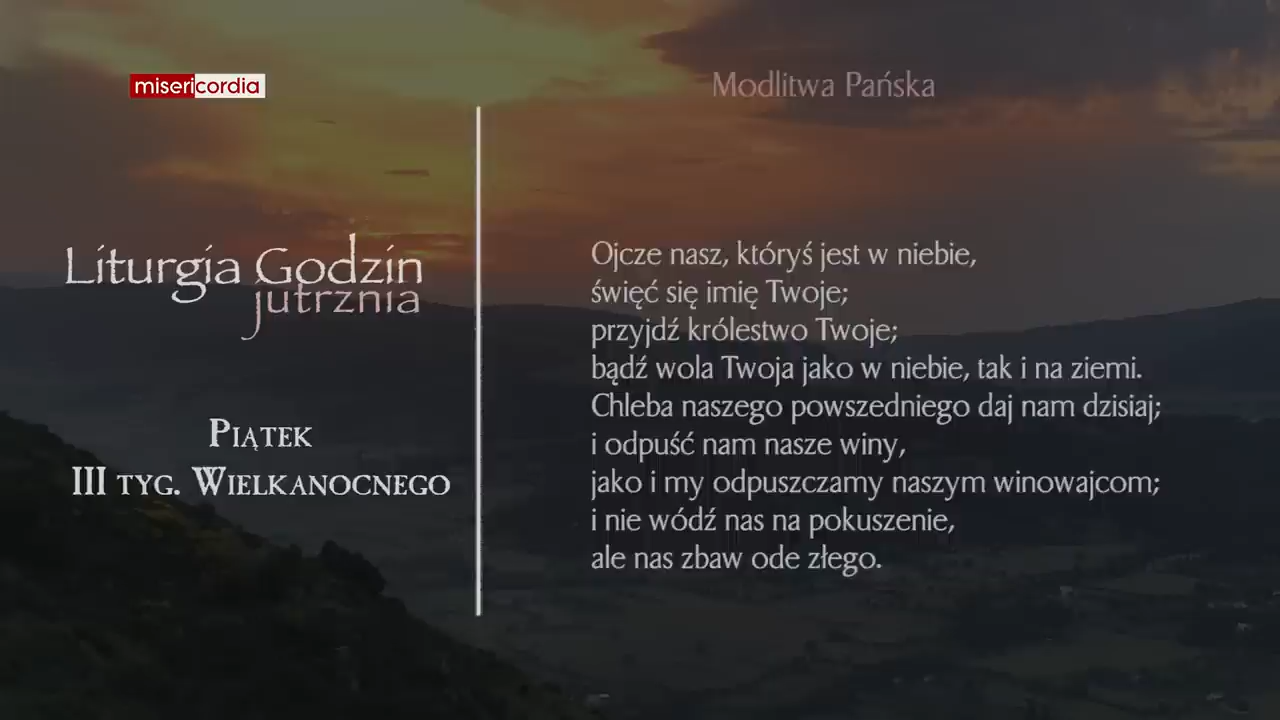 misericordia
Liturgia Godzin
jutrznia
Piątek
III tyg. Wielkanocnego
Modlitwa Pańska
Ojcze nasz, któryś jest w niebie,
święć się imię Twoje;
przyjdź królestwo Twoje;
bądź wola Twoja jako w niebie, tak i na ziemi.
Chleba naszego powszedniego daj nam dzisiaj;
i odpuść nam nasze winy,
jako i my odpuszczamy naszym winowajcom;
i nie wódź nas na pokuszenie,
ale nas zbaw ode złego.